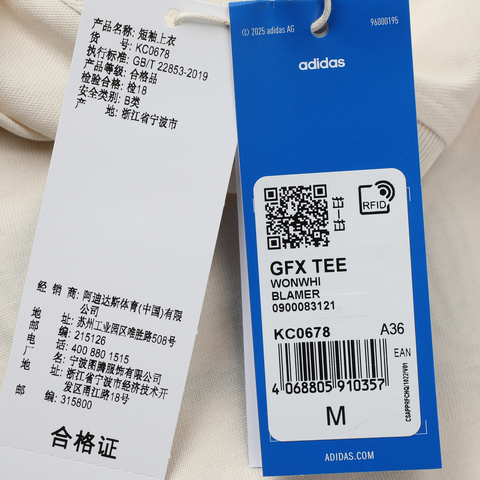 产品名称: 短袖上衣
货 号: KC0678
执行标准: GB/T 22853-2019
产品等级: 合格品
检验合格: 检18
安全类别: B类
产 地: 浙江省宁波市
经 销 商: 阿迪达斯体育(中国)有限公司
地 址: 苏州工业园区唯胜路508号
邮 编: 215126
电 话: 400 880 1515
厂 名: 宁波图腾服饰有限公司
地 址: 浙江省宁波市经济技术开发区甬江路18号
邮 编: 315800
合格证
© 2025 adidas AG
96000195
adidas
RFID
扫一扫
GFX TEE
WONWHI
BLAMER
0900083121
KC0678 A36
EAN
4 068805 910357
M
ADIDAS.COM